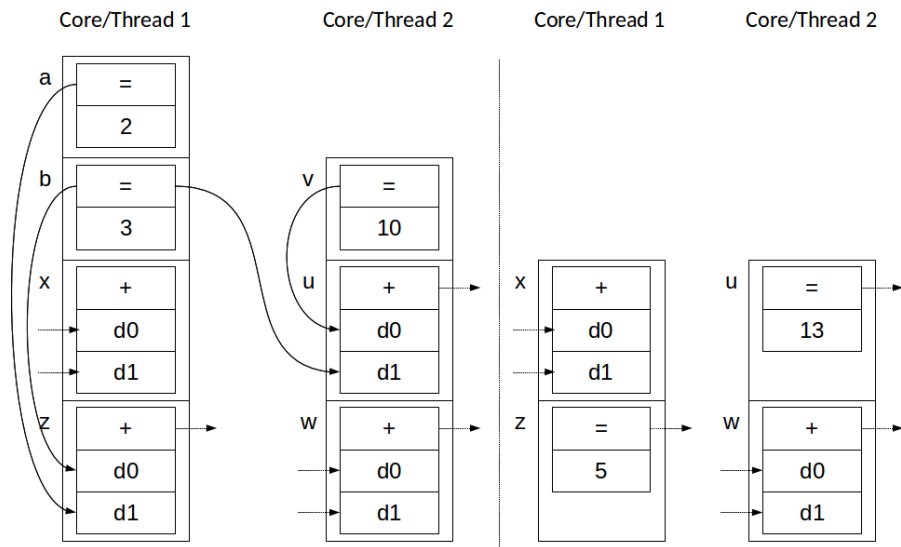 Core/Thread 1 Core/Thread 2 Core/Thread 1 Core/Thread 2
a =
2
b = v =
3 10
x + u + x + u =
d0 d0 d0 13
d1 d1 d1
z + w + z = w +
d0 d0 5 d0
d1 d1 d1